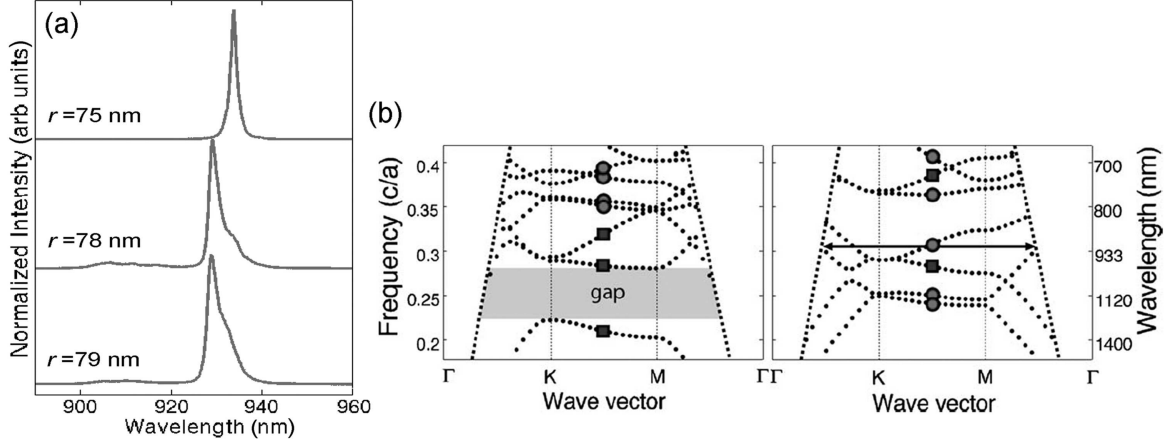 (a)
Normalized Intensity (arb units)
r=75 nm
r=78 nm
r=79 nm
900 920 940 960
Wavelength (nm)
(b)
Frequency (c/a)
0.4
0.35
0.3
0.25
0.2
gap
Γ K M Γ
Wave vector
Γ K M Γ
Wave vector
700
800
933
1120
1400
Wavelength (nm)